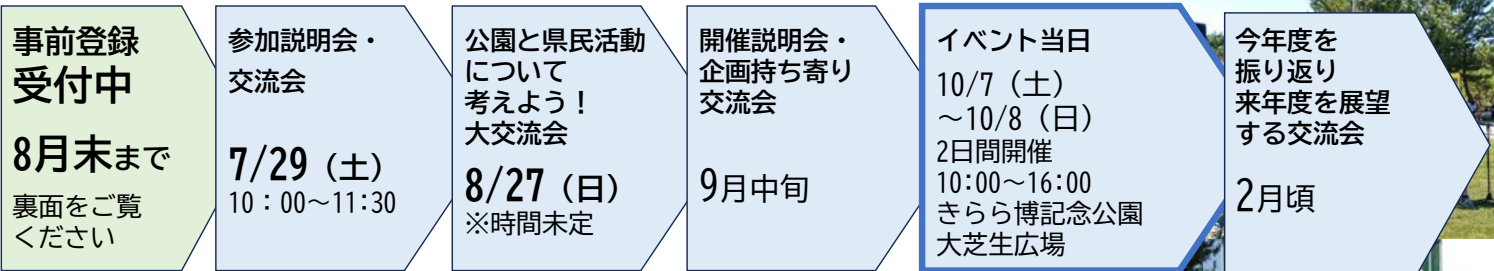 事前登録
受付中
8月末まで
裏面をご覧
ください
参加説明会・
交流会
7/29（土）
10：00～11:30
公園と県民活動
について
考えよう！
大交流会
8/27（日）
※時間未定
開催説明会・
企画持ち寄り
交流会
9月中旬
イベント当日
10/7（土）
～10/8（日）
2日間開催
10:00～16:00
きらら博記念公園
大芝生広場
今年度を
振り返り
来年度を展望
する交流会
2月頃